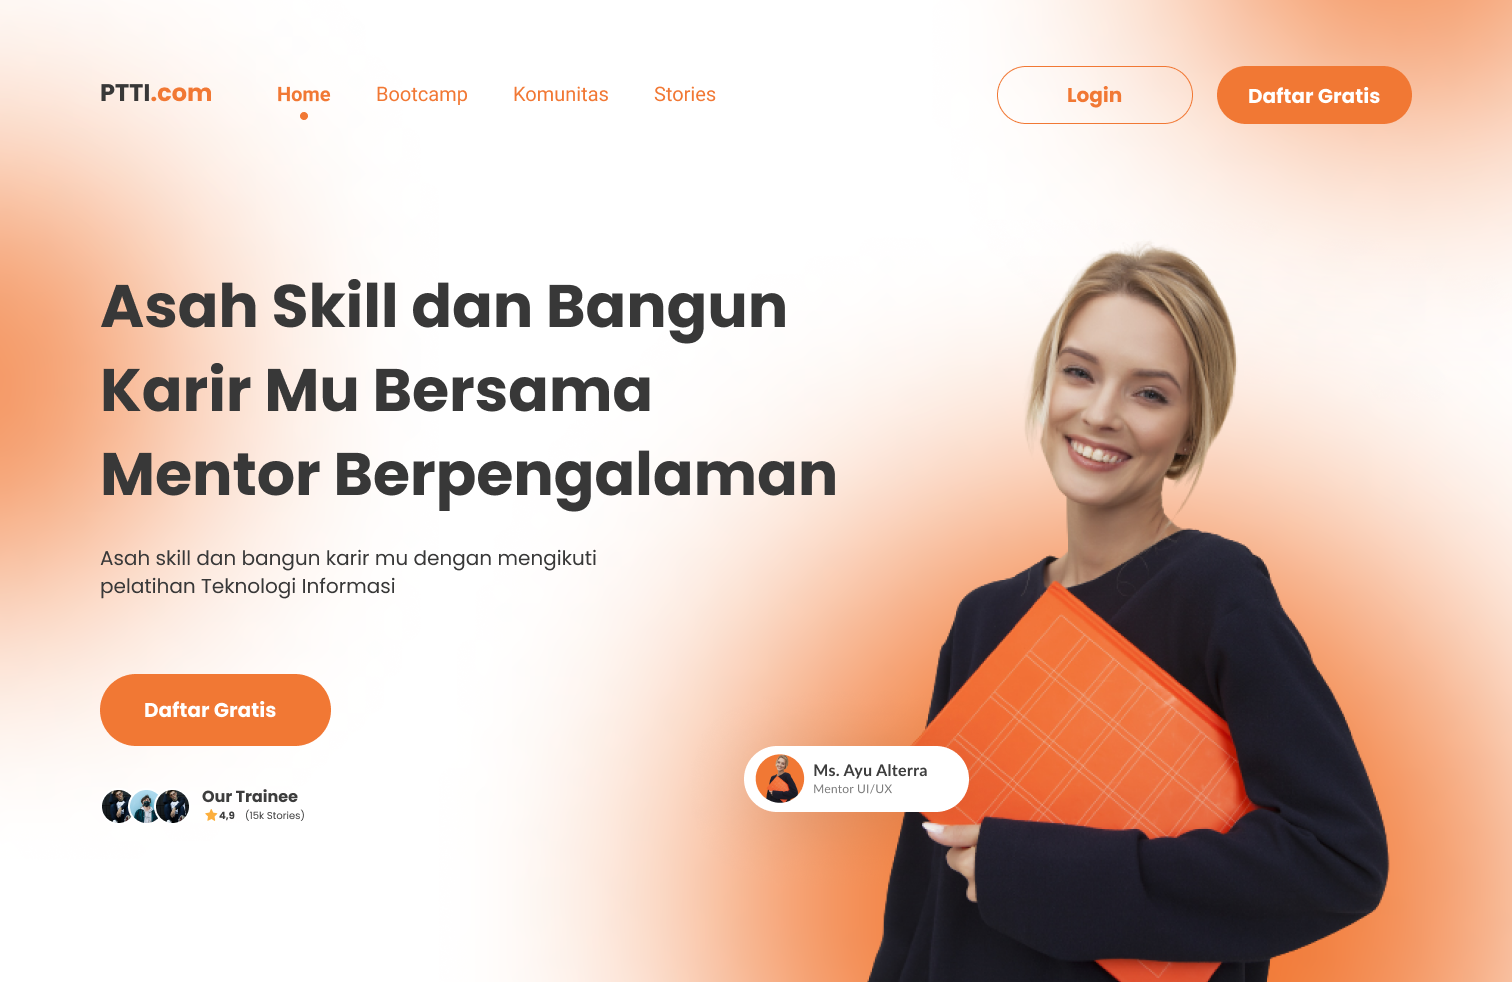 PTTI.com
Home
Bootcamp
Komunitas
Stories
Login
Daftar Gratis
Asah Skill dan Bangun
Karir Mu Bersama
Mentor Berpengalaman
Asah skill dan bangun karir mu dengan mengikuti
pelatihan Teknologi Informasi
Daftar Gratis
Ms. Ayu Alterra
Mentor UI/UX
Our Trainee
4,9 (15k Stories)